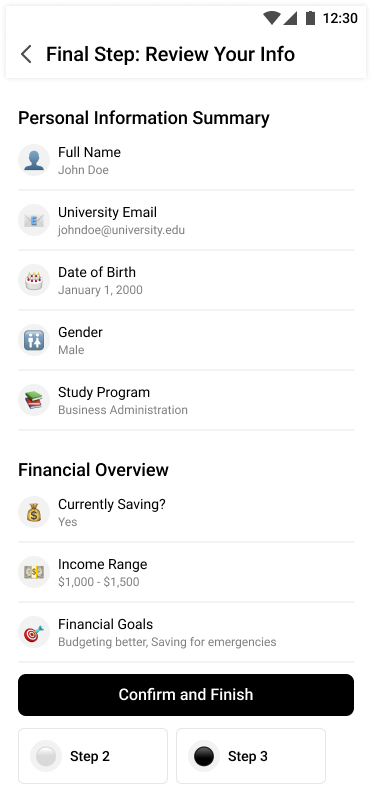 12:30
Final Step: Review Your Info
Personal Information Summary
Full Name
John Doe
University Email
johndoe@university.edu
Date of Birth
January 1, 2000
Gender
Male
Study Program
Business Administration
Financial Overview
Currently Saving?
Yes
Income Range
$1,000 - $1,500
Financial Goals
Budgeting better, Saving for emergencies
Confirm and Finish
Step 2
Step 3